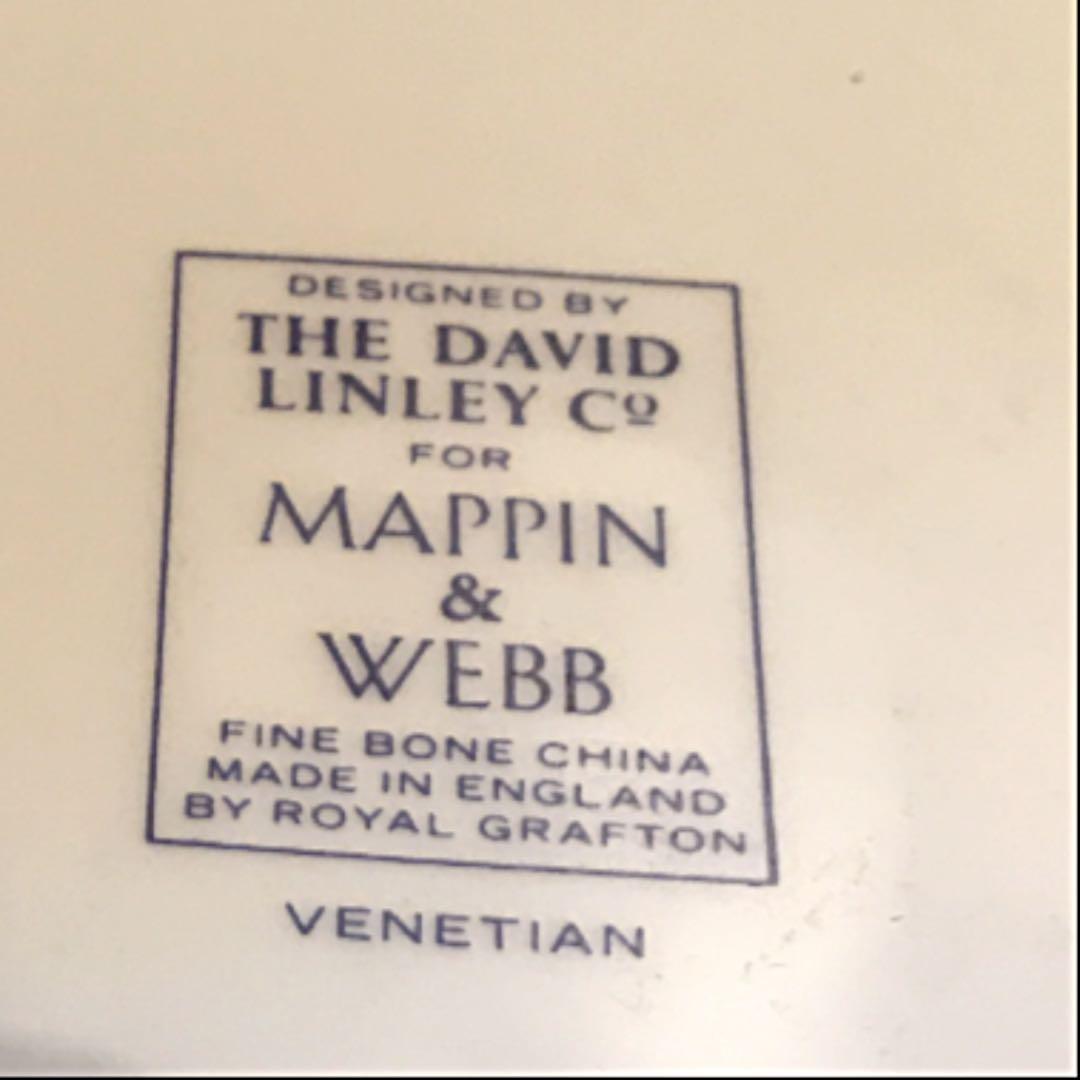 DESIGNED BY
THE DAVID
LINLEY Cº
FOR
MAPPIN
&
WEBB
FINE BONE CHINA
MADE IN ENGLAND
BY ROYAL GRAFTON
VENETIAN